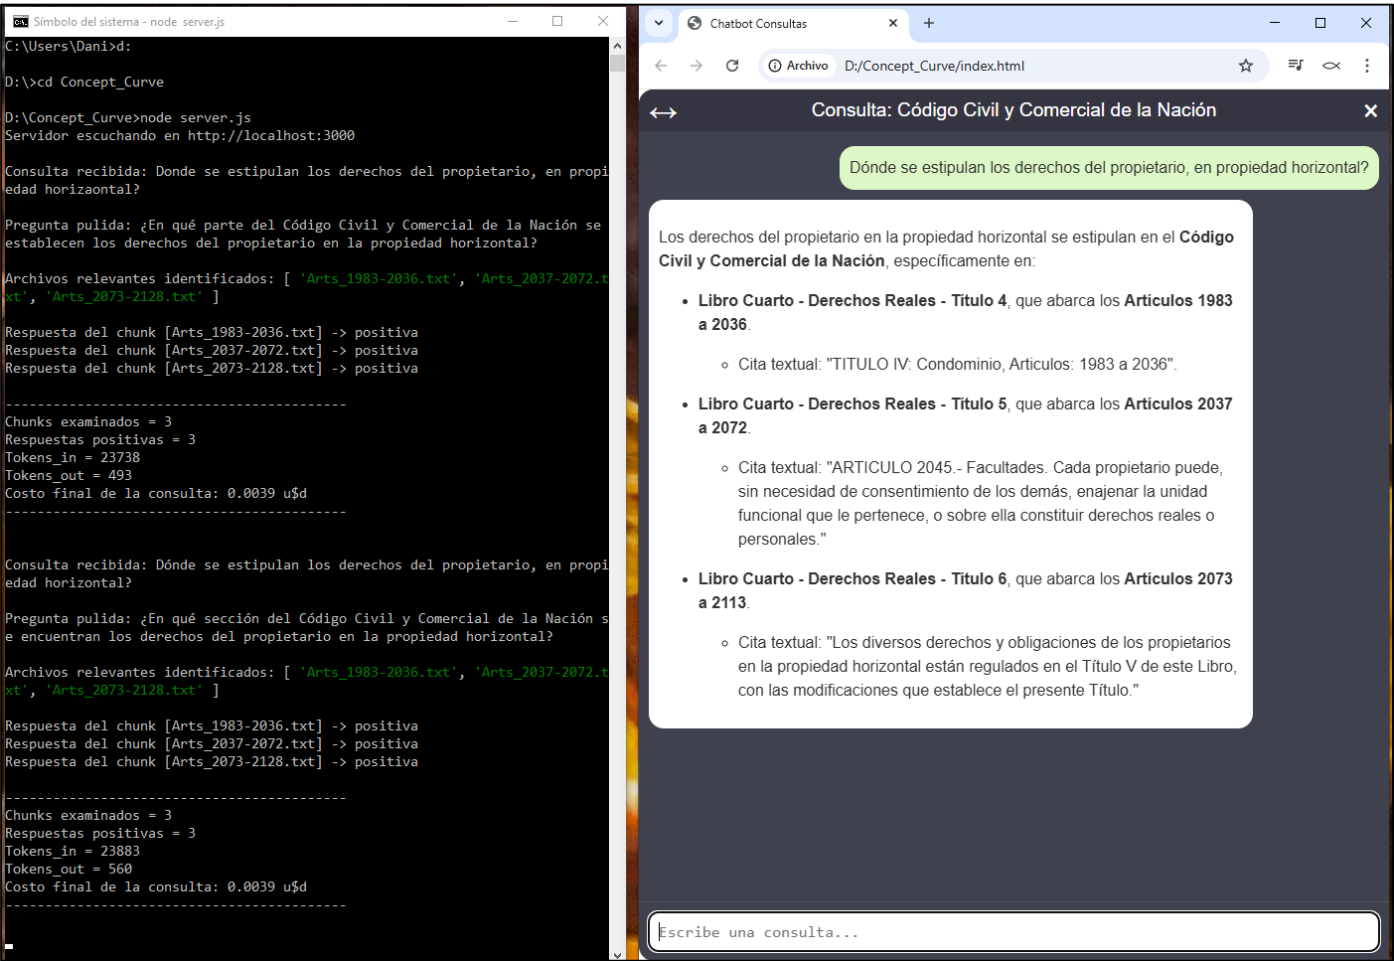 Símbolo del sistema - node server.js
C:\Users\Dani>d:
D:\>cd Concept_Curve
D:\Concept_Curve>node server.js
Servidor escuchando en http://localhost:3000
Consulta recibida: Donde se estipulan los derechos del propietario, en propi
edad horizaontal?
Pregunta pulida: ¿En qué parte del Código Civil y Comercial de la Nación se
establecen los derechos del propietario en la propiedad horizontal?
Archivos relevantes identificados: [ 'Arts_1983-2036.txt', 'Arts_2037-2072.t
xt', 'Arts_2073-2128.txt' ]
Respuesta del chunk [Arts_1983-2036.txt] -> positiva
Respuesta del chunk [Arts_2037-2072.txt] -> positiva
Respuesta del chunk [Arts_2073-2128.txt] -> positiva
-------------------------------------------
Chunks examinados = 3
Respuestas positivas = 3
Tokens_in = 23738
Tokens_out = 493
Costo final de la consulta: 0.0039 u$d
-------------------------------------------
Consulta recibida: Dónde se estipulan los derechos del propietario, en propi
edad horizontal?
Pregunta pulida: ¿En qué sección del Código Civil y Comercial de la Nación s
e encuentran los derechos del propietario en la propiedad horizontal?
Archivos relevantes identificados: [ 'Arts_1983-2036.txt', 'Arts_2037-2072.t
xt', 'Arts_2073-2128.txt' ]
Respuesta del chunk [Arts_1983-2036.txt] -> positiva
Respuesta del chunk [Arts_2037-2072.txt] -> positiva
Respuesta del chunk [Arts_2073-2128.txt] -> positiva
-------------------------------------------
Chunks examinados = 3
Respuestas positivas = 3
Tokens_in = 23883
Tokens_out = 560
Costo final de la consulta: 0.0039 u$d
-------------------------------------------
Chatbot Consultas
Archivo D:/Concept_Curve/index.html
Consulta: Código Civil y Comercial de la Nación
Dónde se estipulan los derechos del propietario, en propiedad horizontal?
Los derechos del propietario en la propiedad horizontal se estipulan en el Código
Civil y Comercial de la Nación, específicamente en:
• Libro Cuarto - Derechos Reales - Título 4, que abarca los Artículos 1983
a 2036.
◦ Cita textual: "TITULO IV: Condominio, Articulos: 1983 a 2036".
• Libro Cuarto - Derechos Reales - Título 5, que abarca los Artículos 2037
a 2072.
◦ Cita textual: "ARTICULO 2045.- Facultades. Cada propietario puede,
sin necesidad de consentimiento de los demás, enajenar la unidad
funcional que le pertenece, o sobre ella constituir derechos reales o
personales."
• Libro Cuarto - Derechos Reales - Título 6, que abarca los Artículos 2073
a 2113.
◦ Cita textual: "Los diversos derechos y obligaciones de los propietarios
en la propiedad horizontal están regulados en el Título V de este Libro,
con las modificaciones que establece el presente Título."
Escribe una consulta...